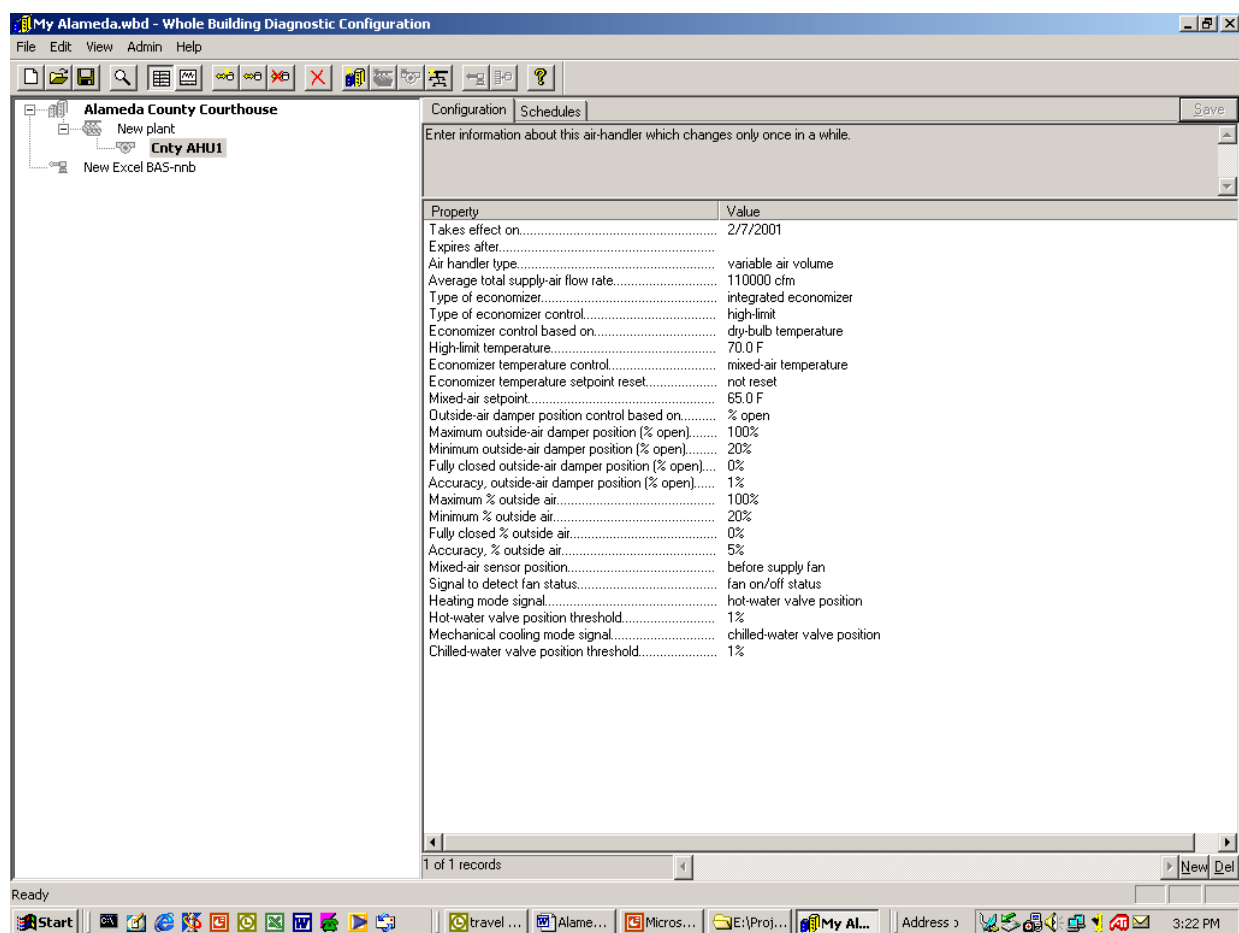 My Alameda.wbd - Whole Building Diagnostic Configuration
File Edit View Admin Help
Alameda County Courthouse
New plant
Cnty AHU1
New Excel BAS-nnb
Configuration Schedules Save
Enter information about this air-handler which changes only once in a while.
Property Value
Takes effect on 2/7/2001
Expires after
Air handler type variable air volume
Average total supply-air flow rate 110000 cfm
Type of economizer integrated economizer
Type of economizer control high-limit
Economizer control based on dry-bulb temperature
High-limit temperature 70.0 F
Economizer temperature control mixed-air temperature
Economizer temperature setpoint reset not reset
Mixed-air setpoint 65.0 F
Outside-air damper position control based on % open
Maximum outside-air damper position (% open) 100%
Minimum outside-air damper position (% open) 20%
Fully closed outside-air damper position (% open) 0%
Accuracy, outside-air damper position (% open) 1%
Maximum % outside air 100%
Minimum % outside air 20%
Fully closed % outside air 0%
Accuracy, % outside air 5%
Mixed-air sensor position before supply fan
Signal to detect fan status fan on/off status
Heating mode signal hot-water valve position
Hot-water valve position threshold 1%
Mechanical cooling mode signal chilled-water valve position
Chilled-water valve position threshold 1%
1 of 1 records New Del
Ready
Start travel ... Alame... Micros... E:\Proj... My Al... Address 3:22 PM